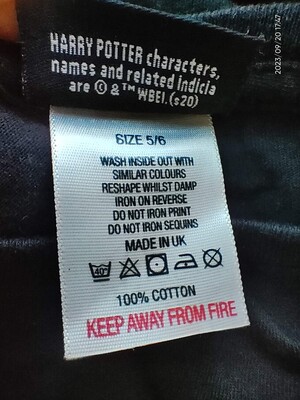 HARRY POTTER characters,
names and related indicia
are © & ™ WBEI. (s20)
SIZE 5/6
WASH INSIDE OUT WITH
SIMILAR COLOURS
RESHAPE WHILST DAMP
IRON ON REVERSE
DO NOT IRON PRINT
DO NOT IRON SEQUINS
MADE IN UK
40°
100% COTTON
KEEP AWAY FROM FIRE
2023/09/20 17:47